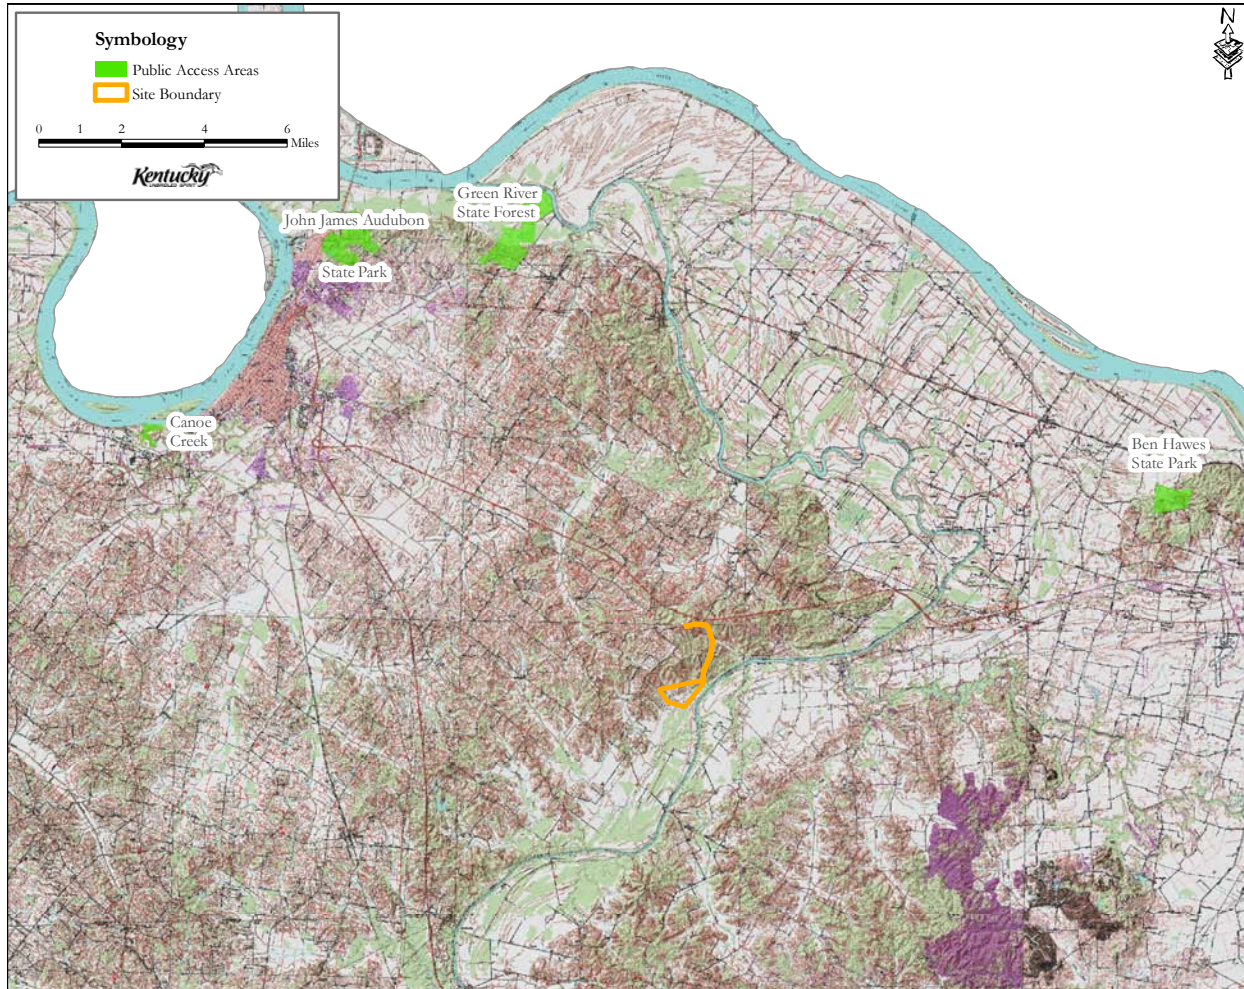 Symbology
Public Access Areas
Site Boundary
0 1 2 4 6
Miles
Kentucky
UNBRIDLED SPIRIT
N
Green River
State Forest
John James Audubon
State Park
Canoe
Creek
Ben Hawes
State Park